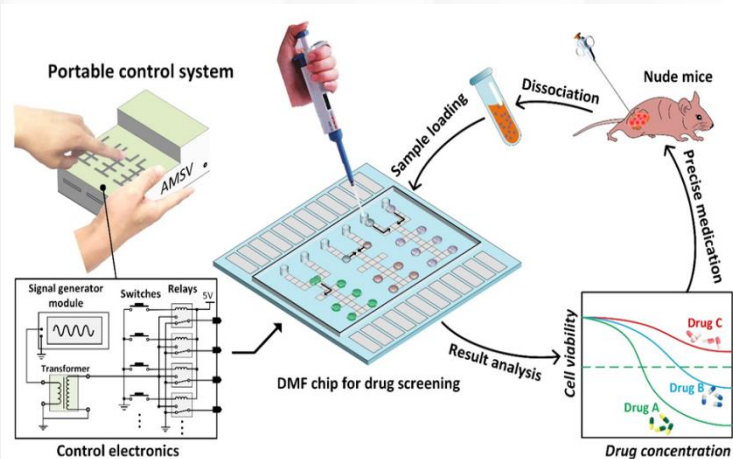 Portable control system
AMSV
Signal generator
module
Switches
Relays
5V
Transformer
Control electronics
Sample loading
Dissociation
Nude mice
Precise medication
DMF chip for drug screening
Result analysis
Cell viability
Drug C
Drug B
Drug A
Drug concentration